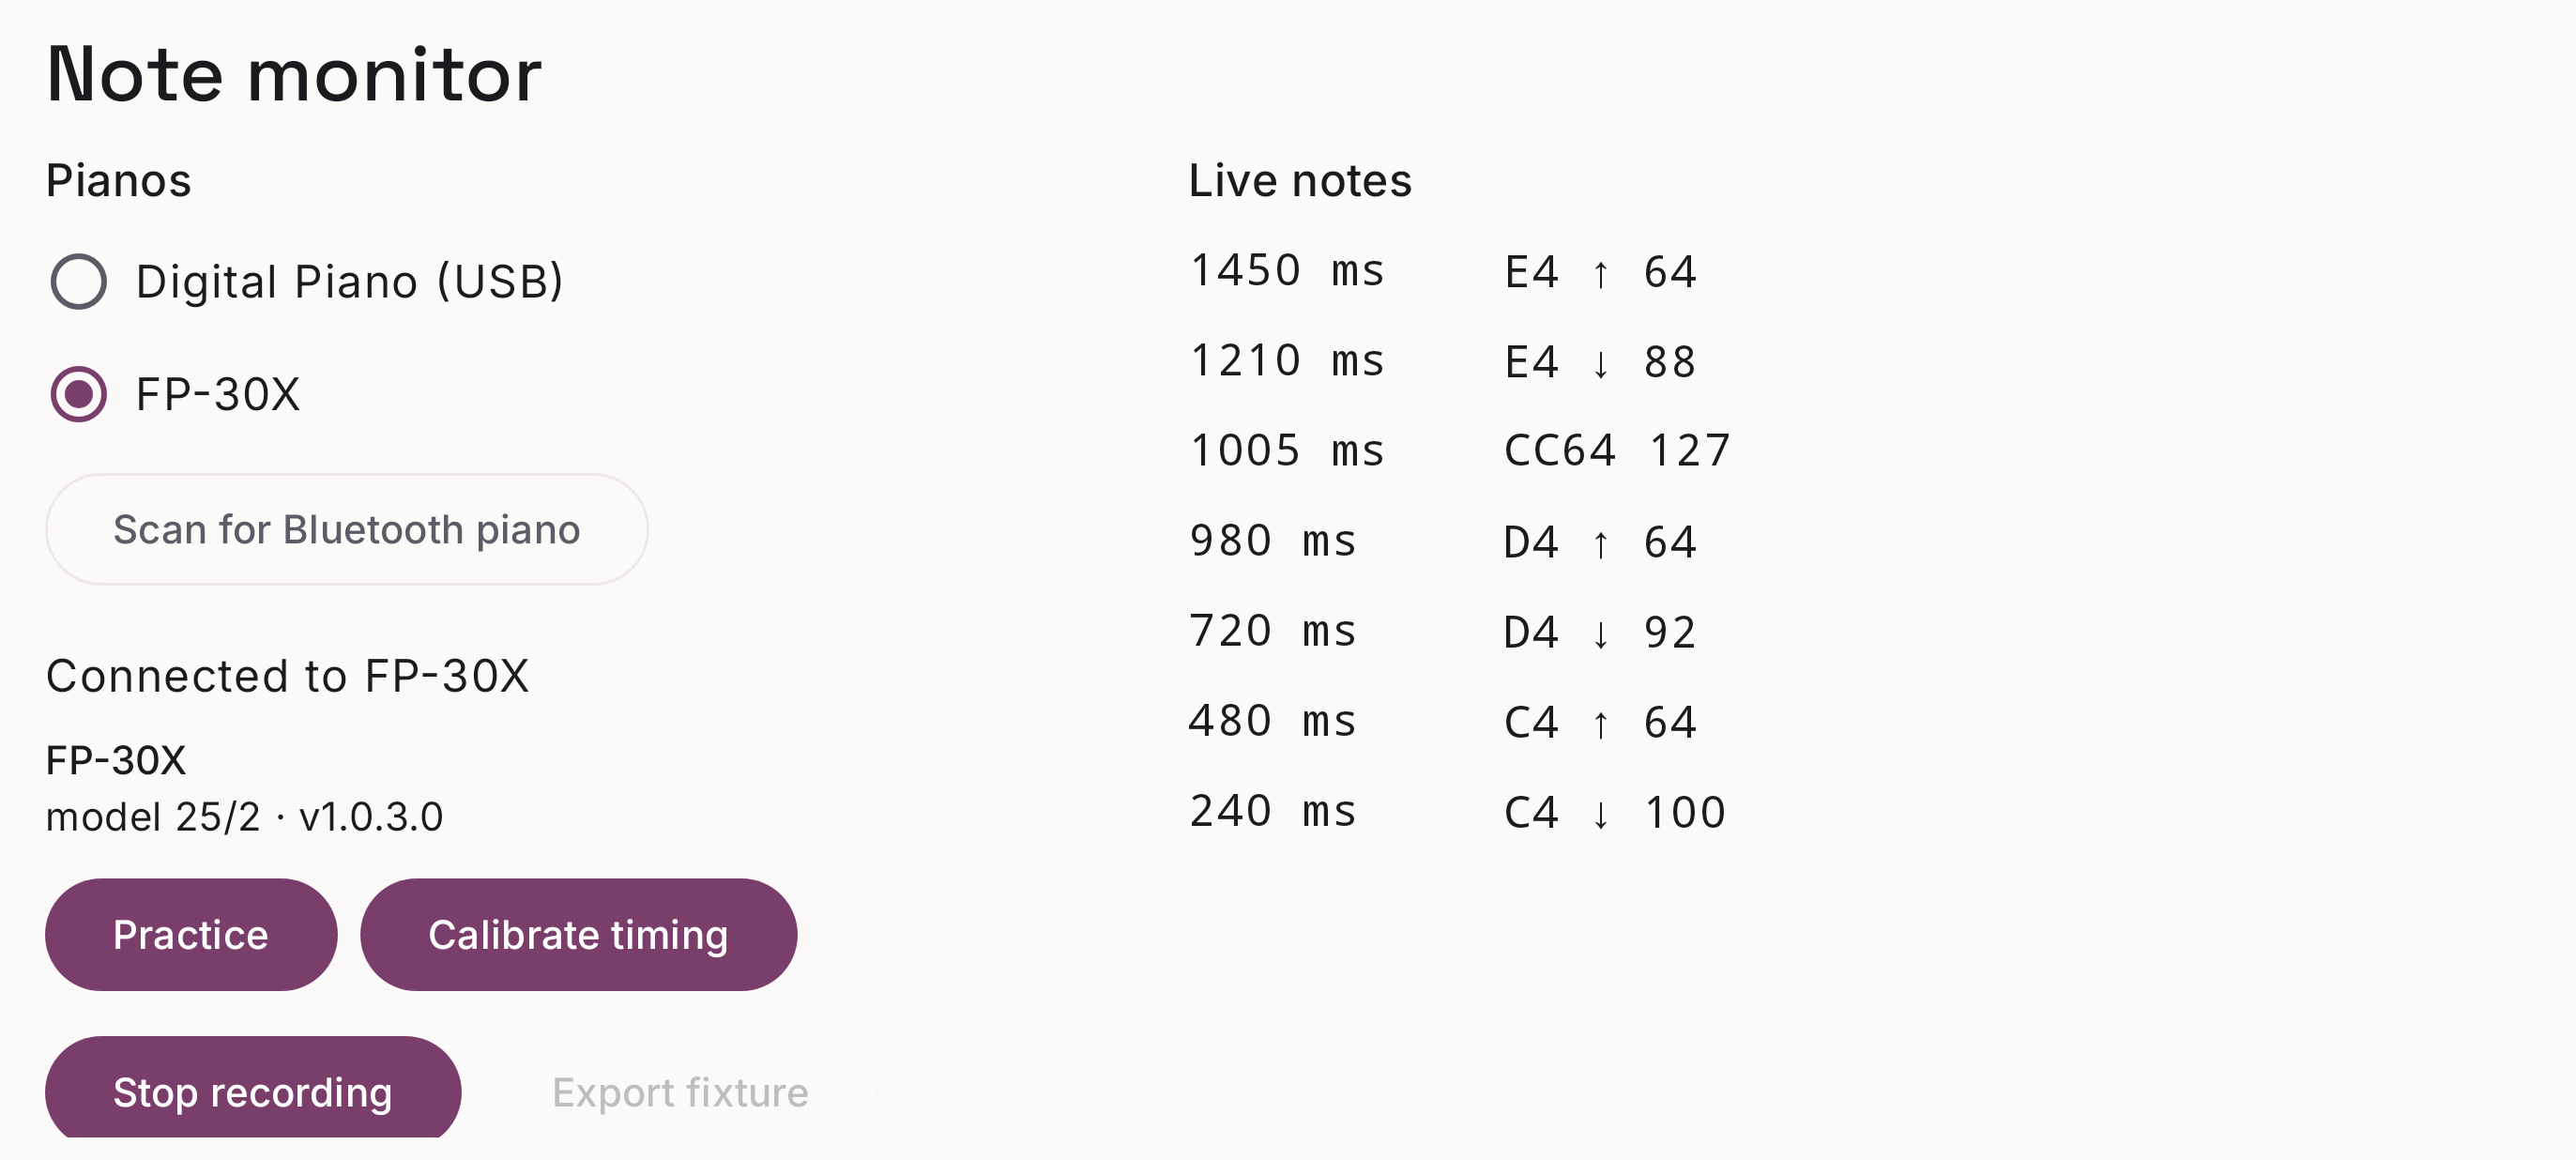 Note monitor
Pianos
Digital Piano (USB)
FP-30X
Scan for Bluetooth piano
Connected to FP-30X
FP-30X
model 25/2 · v1.0.3.0
Practice
Calibrate timing
Stop recording
Export fixture
Live notes
1450 ms E4 ↑ 64
1210 ms E4 ↓ 88
1005 ms CC64 127
980 ms D4 ↑ 64
720 ms D4 ↓ 92
480 ms C4 ↑ 64
240 ms C4 ↓ 100